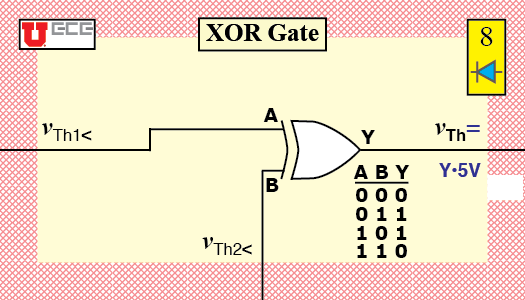 U ECE
XOR Gate
8
A
vTh1<
Y
vTh=
B
Y·5V
A B Y
0 0 0
0 1 1
1 0 1
1 1 0
vTh2<